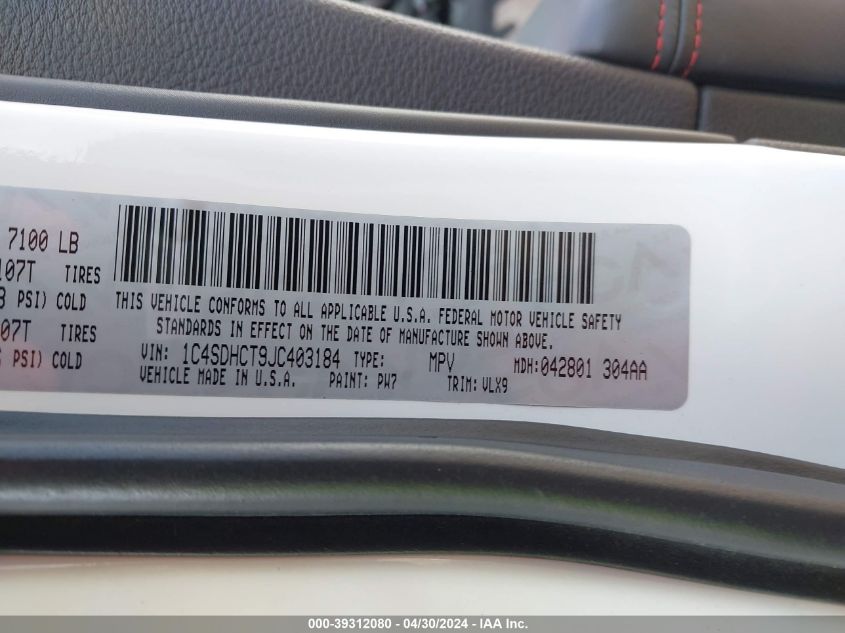 7100 LB
107T TIRES
PSI) COLD
07T TIRES
PSI) COLD
THIS VEHICLE CONFORMS TO ALL APPLICABLE U.S.A. FEDERAL MOTOR VEHICLE SAFETY
STANDARDS IN EFFECT ON THE DATE OF MANUFACTURE SHOWN ABOVE.
VIN: 1C4SDHCT9JC403184 TYPE: MPV MDH:042801 304AA
VEHICLE MADE IN U.S.A. PAINT: PW7 TRIM: VLX9
000-39312080 - 04/30/2024 - IAA Inc.